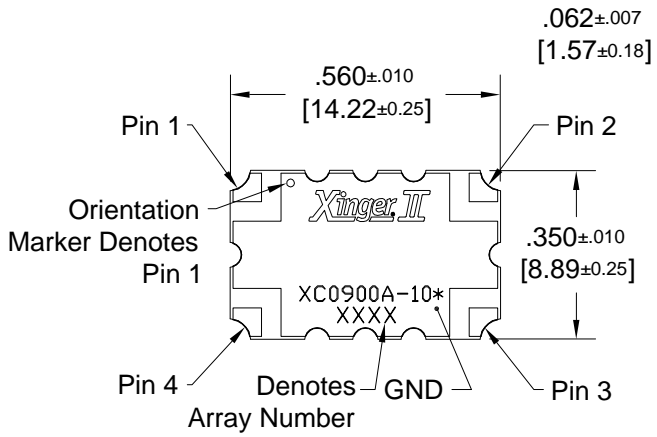 .062±.007
[1.57±0.18]
.560±.010
[14.22±0.25]
Pin 1
Pin 2
Orientation
Marker Denotes
Pin 1
Xinger II
.350±.010
[8.89±0.25]
XC0900A-10*
XXXX
Pin 4
Denotes
Array Number
GND
Pin 3